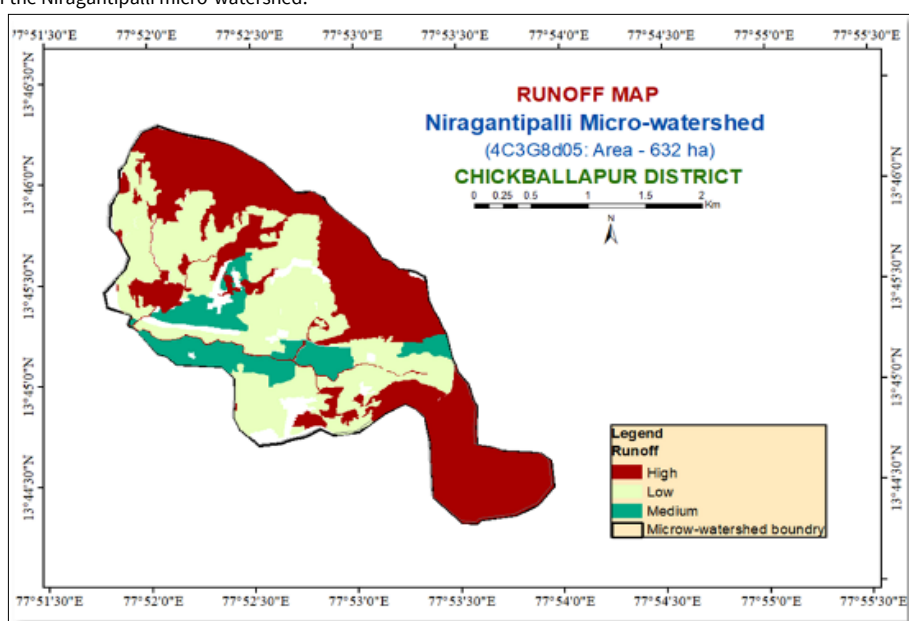 the Niragantipalli micro-watershed.
77°51'30"E 77°52'0"E 77°52'30"E 77°53'0"E 77°53'30"E 77°54'0"E 77°54'30"E 77°55'0"E 77°55'30"E
RUNOFF MAP
Niragantipalli Micro-watershed
(4C3G8d05: Area - 632 ha)
CHICKBALLAPUR DISTRICT
0 0.25 0.5 1 1.5 2
Km
N
13°46'30"N
13°46'0"N
13°45'30"N
13°45'0"N
13°44'30"N
13°46'0"N
13°45'30"N
13°45'0"N
13°44'30"N
Legend
Runoff
High
Low
Medium
Microw-watershed boundry
77°51'30"E 77°52'0"E 77°52'30"E 77°53'0"E 77°53'30"E 77°54'0"E 77°54'30"E 77°55'0"E 77°55'30"E